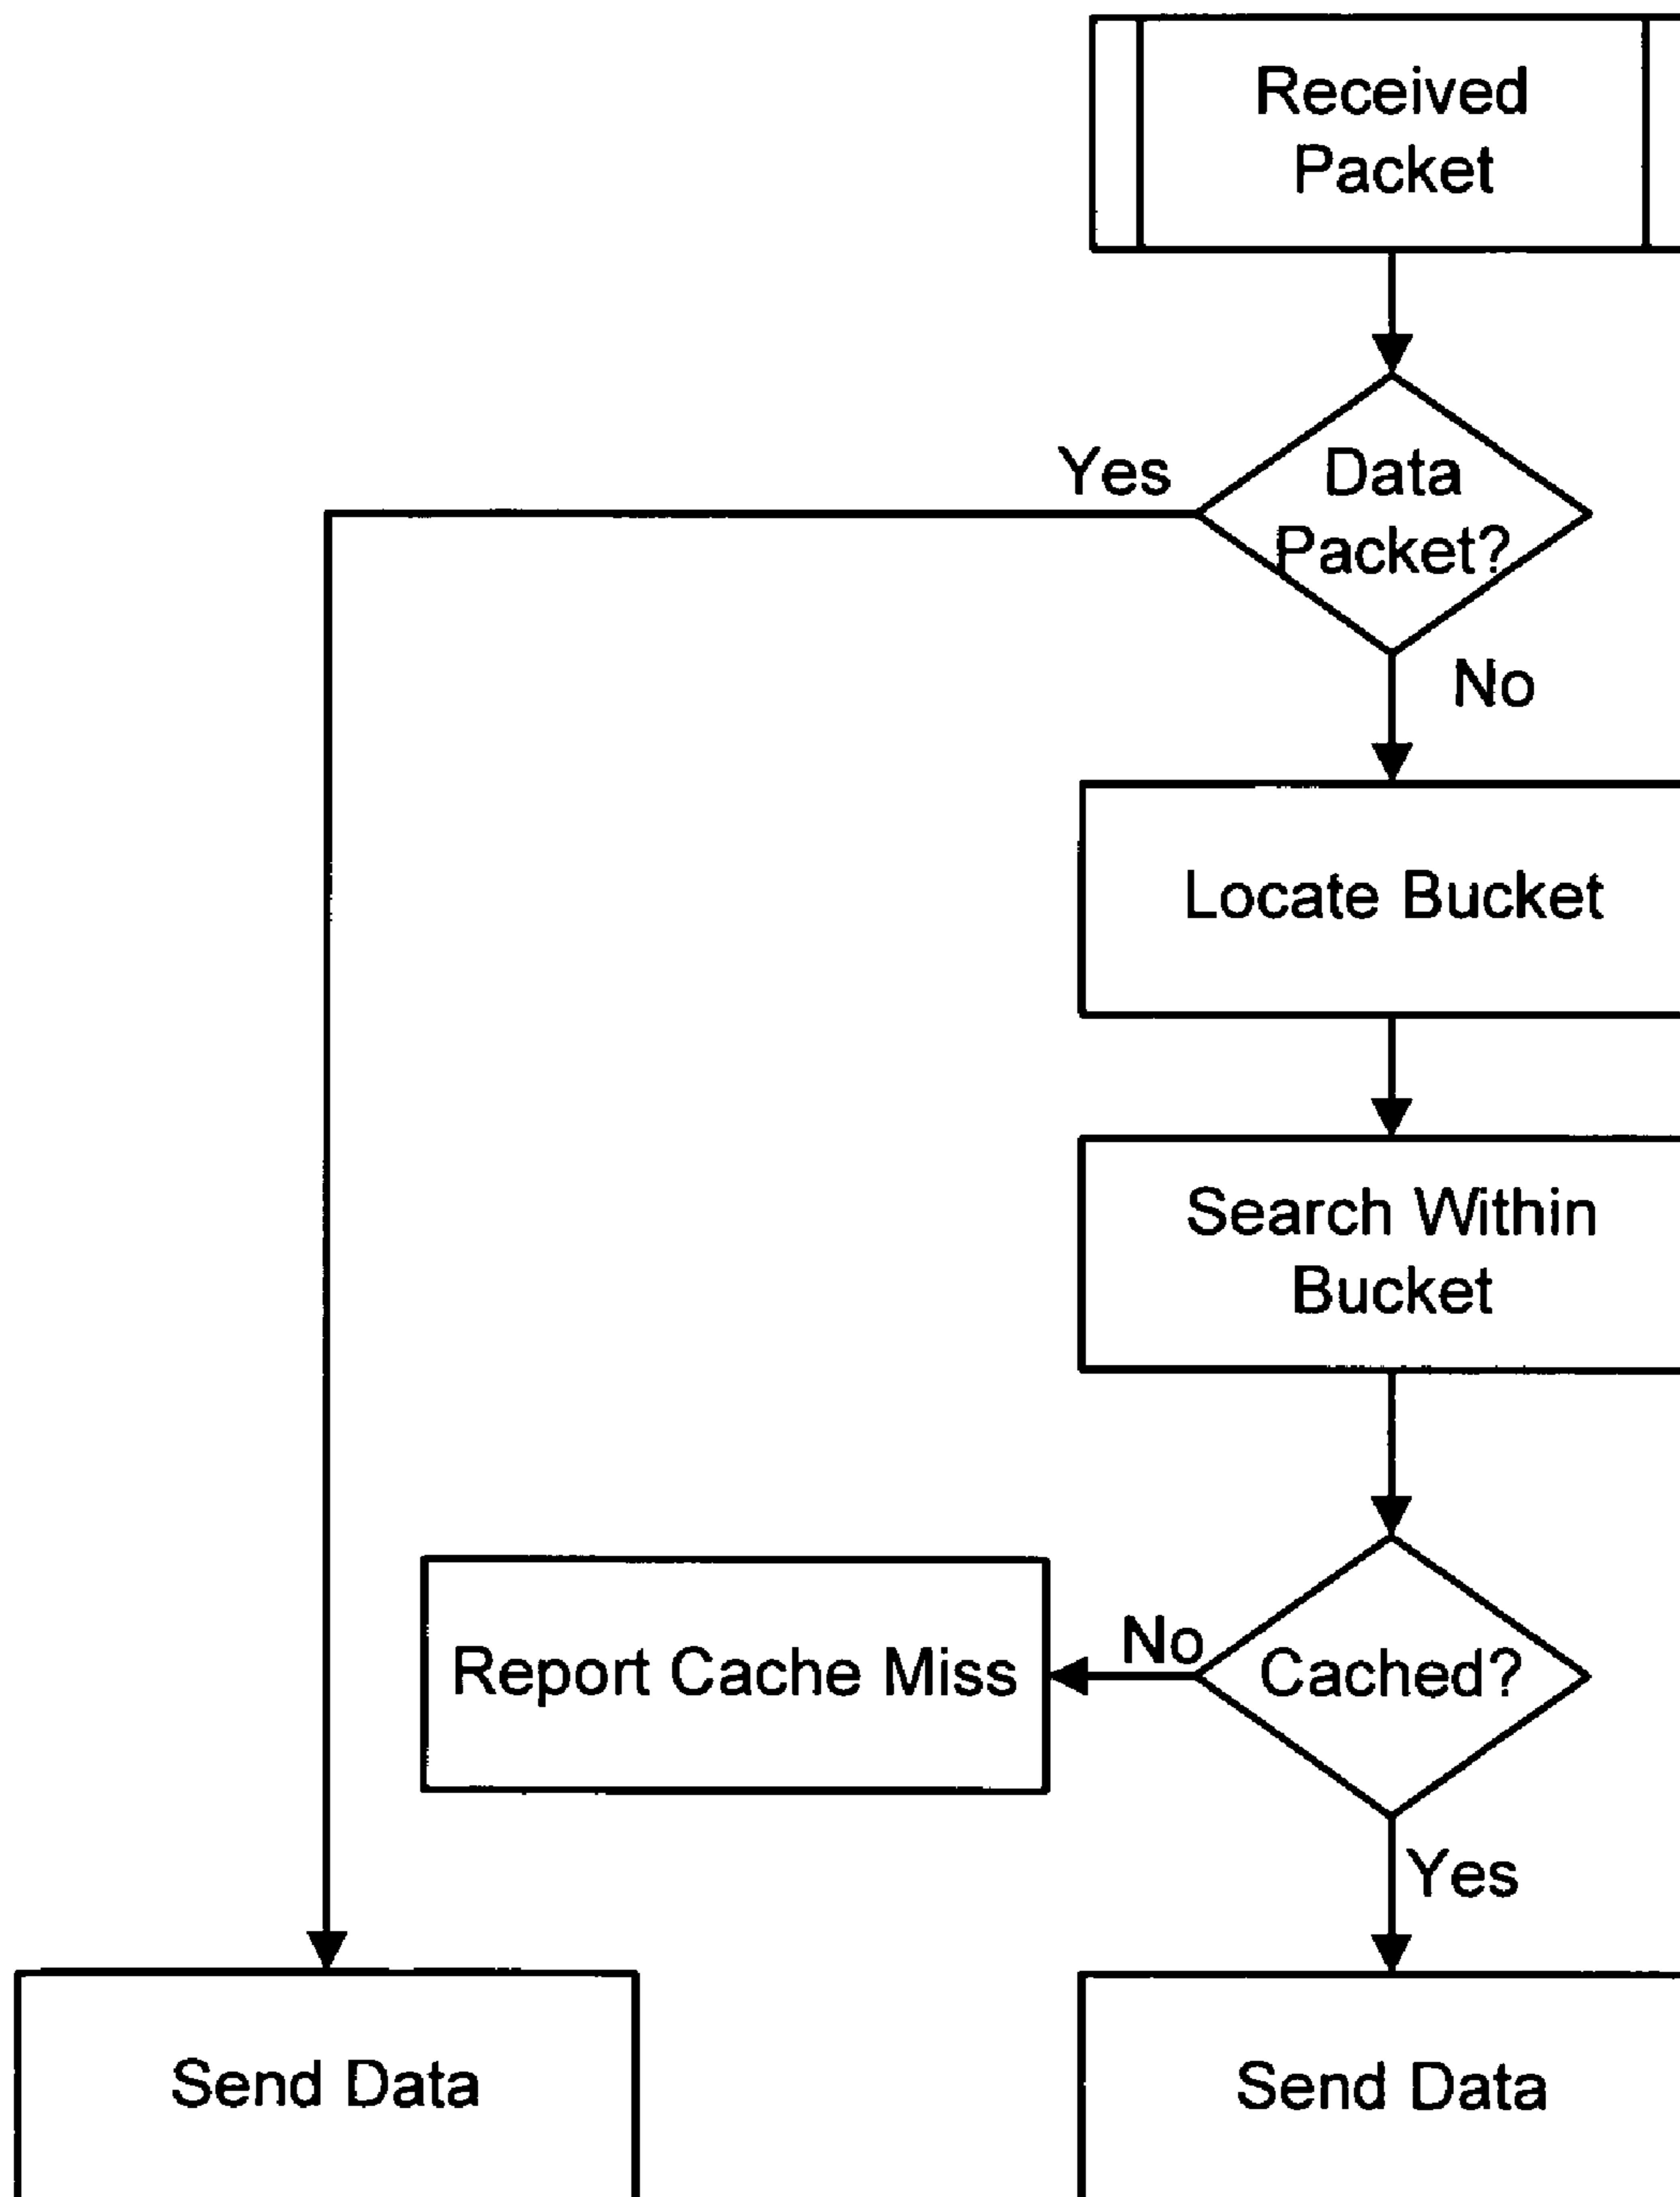 Received
Packet
Yes
Data
Packet?
No
Locate Bucket
Search Within
Bucket
Report Cache Miss
No
Cached?
Yes
Send Data
Send Data